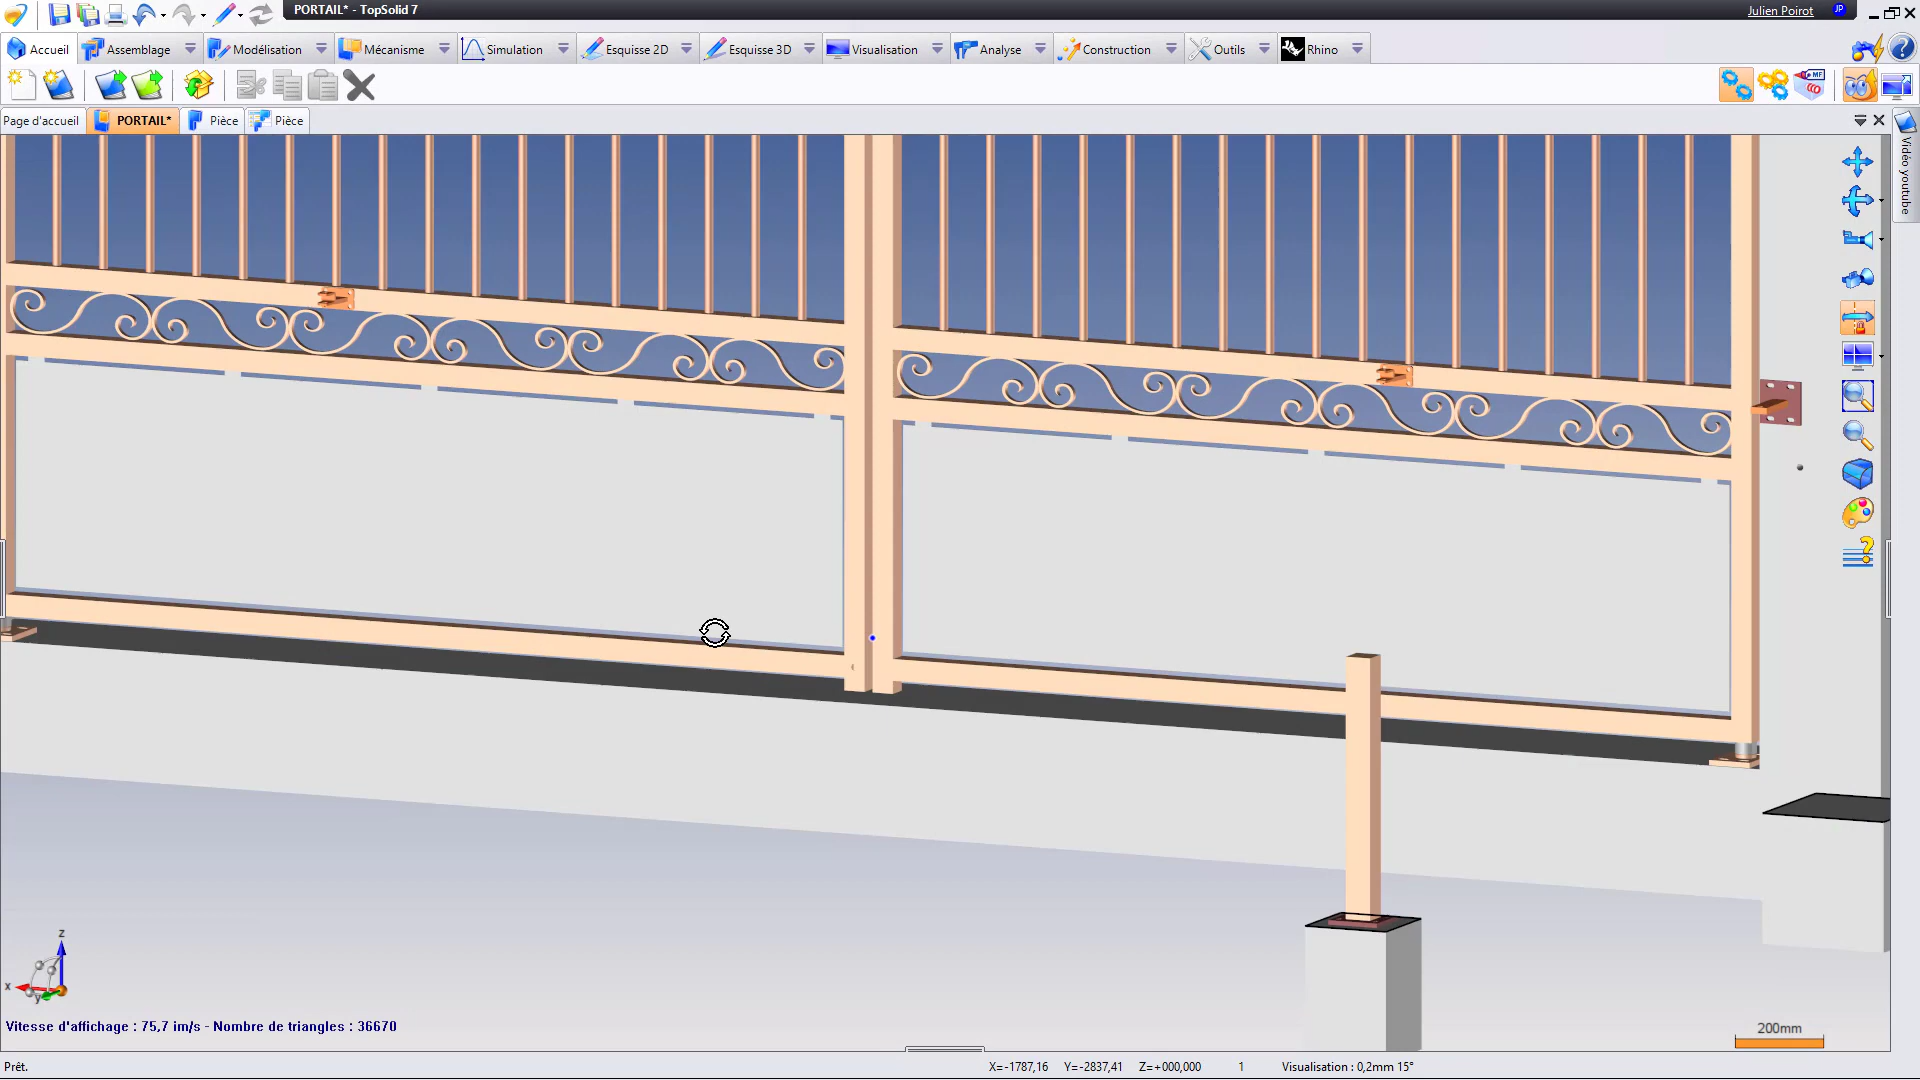 PORTAIL* - TopSolid 7
Julien Poirot
JP
Accueil
Assemblage
Modélisation
Mécanisme
Simulation
Esquisse 2D
Esquisse 3D
Visualisation
Analyse
Construction
Outils
Rhino
MF
Page d'accueil
PORTAIL*
Pièce
Pièce
Vidéo youtube
z
x
y
Vitesse d'affichage : 75,7 im/s - Nombre de triangles : 36670
200mm
Prêt.
X=-1787,16
Y=-2837,41
Z=+000,000
1
Visualisation : 0,2mm 15°